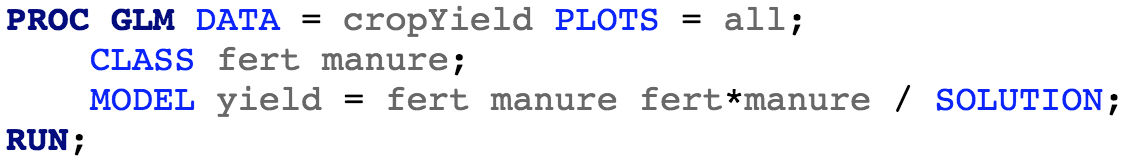 PROC GLM DATA = cropYield PLOTS = all;
CLASS fert manure;
MODEL yield = fert manure fert*manure / SOLUTION;
RUN;